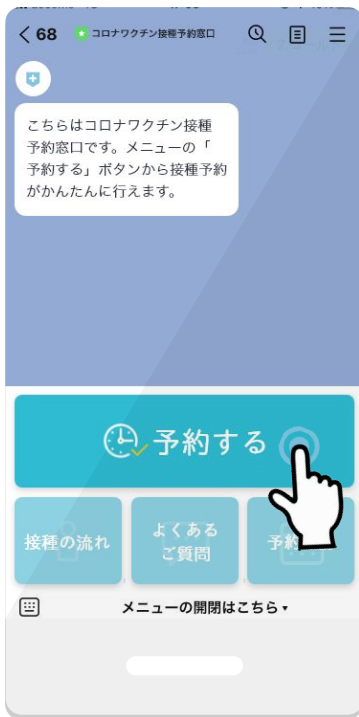 68
コロナワクチン接種予約窓口
こちらはコロナワクチン接種
予約窓口です。メニューの「
予約する」ボタンから接種予約
がかんたんに行えます。
予約する
接種の流れ
よくある
ご質問
予約
メニューの開閉はこちら▾